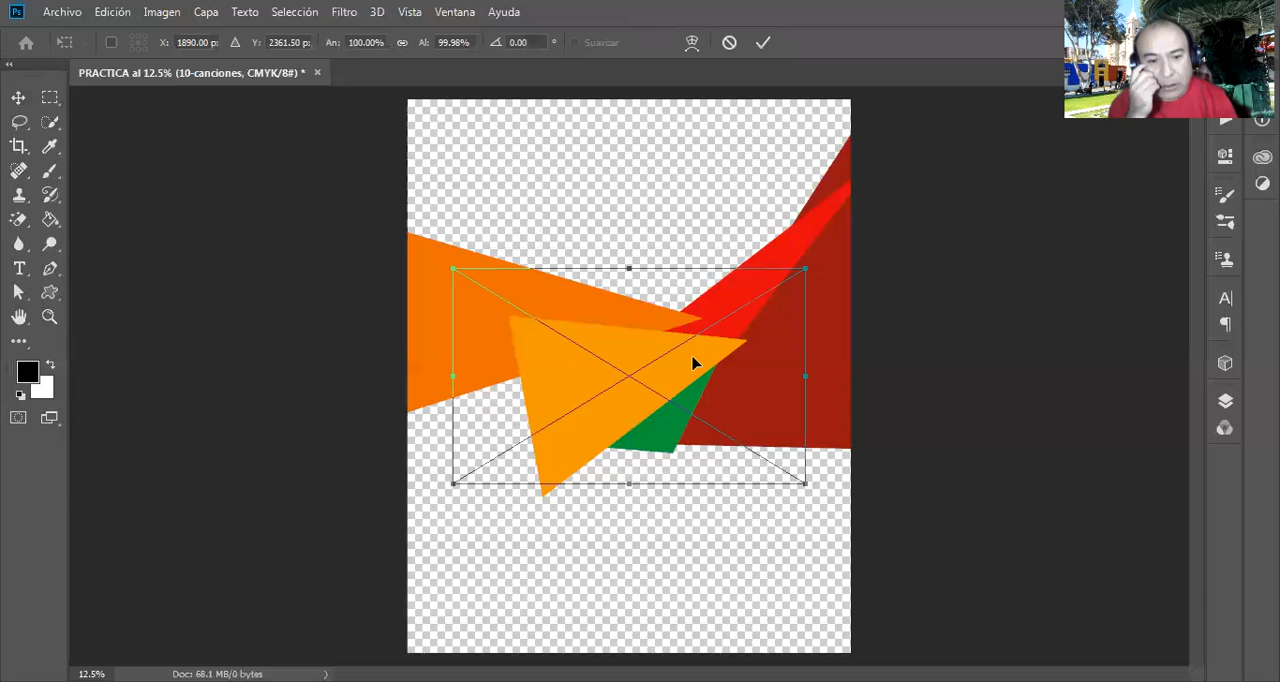 Ps Archivo Edición Imagen Capa Texto Selección Filtro 3D Vista Ventana Ayuda
X: 1890.00 p: Y: 2361.50 p: An: 100.00% Al: 99.98% 0.00 ° Suavizar
PRACTICA al 12.5% (10-canciones, CMYK/8#) * ×
12.5% Doc: 68.1 MB/0 bytes